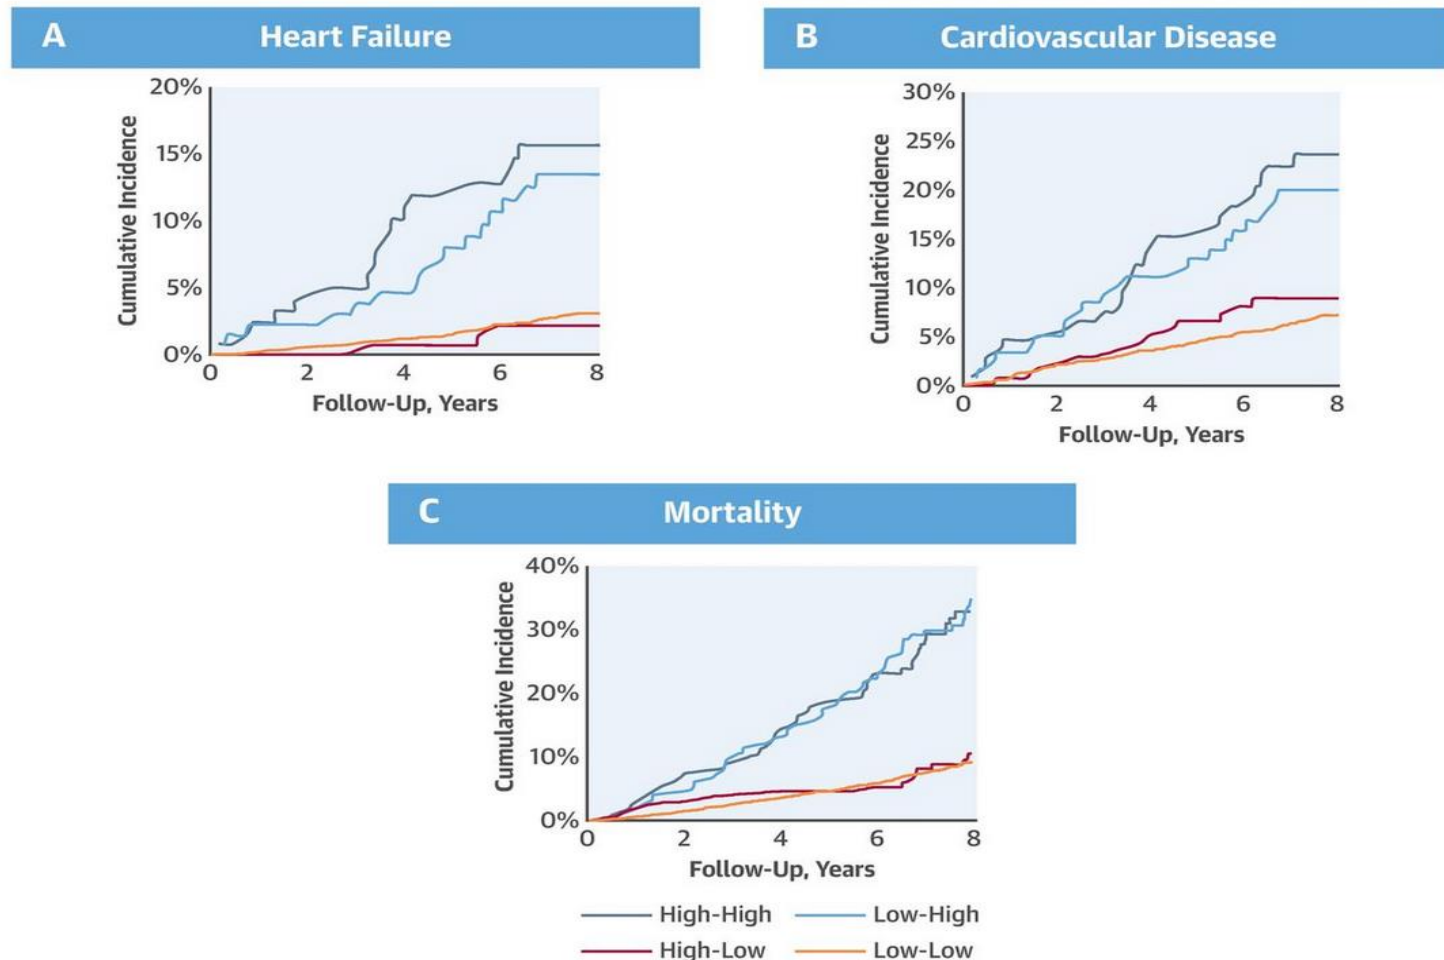 A Heart Failure
20%
15%
10%
5%
0%
Cumulative Incidence
0 2 4 6 8
Follow-Up, Years
B Cardiovascular Disease
30%
25%
20%
15%
10%
5%
0%
Cumulative Incidence
0 2 4 6 8
Follow-Up, Years
C Mortality
40%
30%
20%
10%
0%
Cumulative Incidence
0 2 4 6 8
Follow-Up, Years
High-High Low-High
High-Low Low-Low